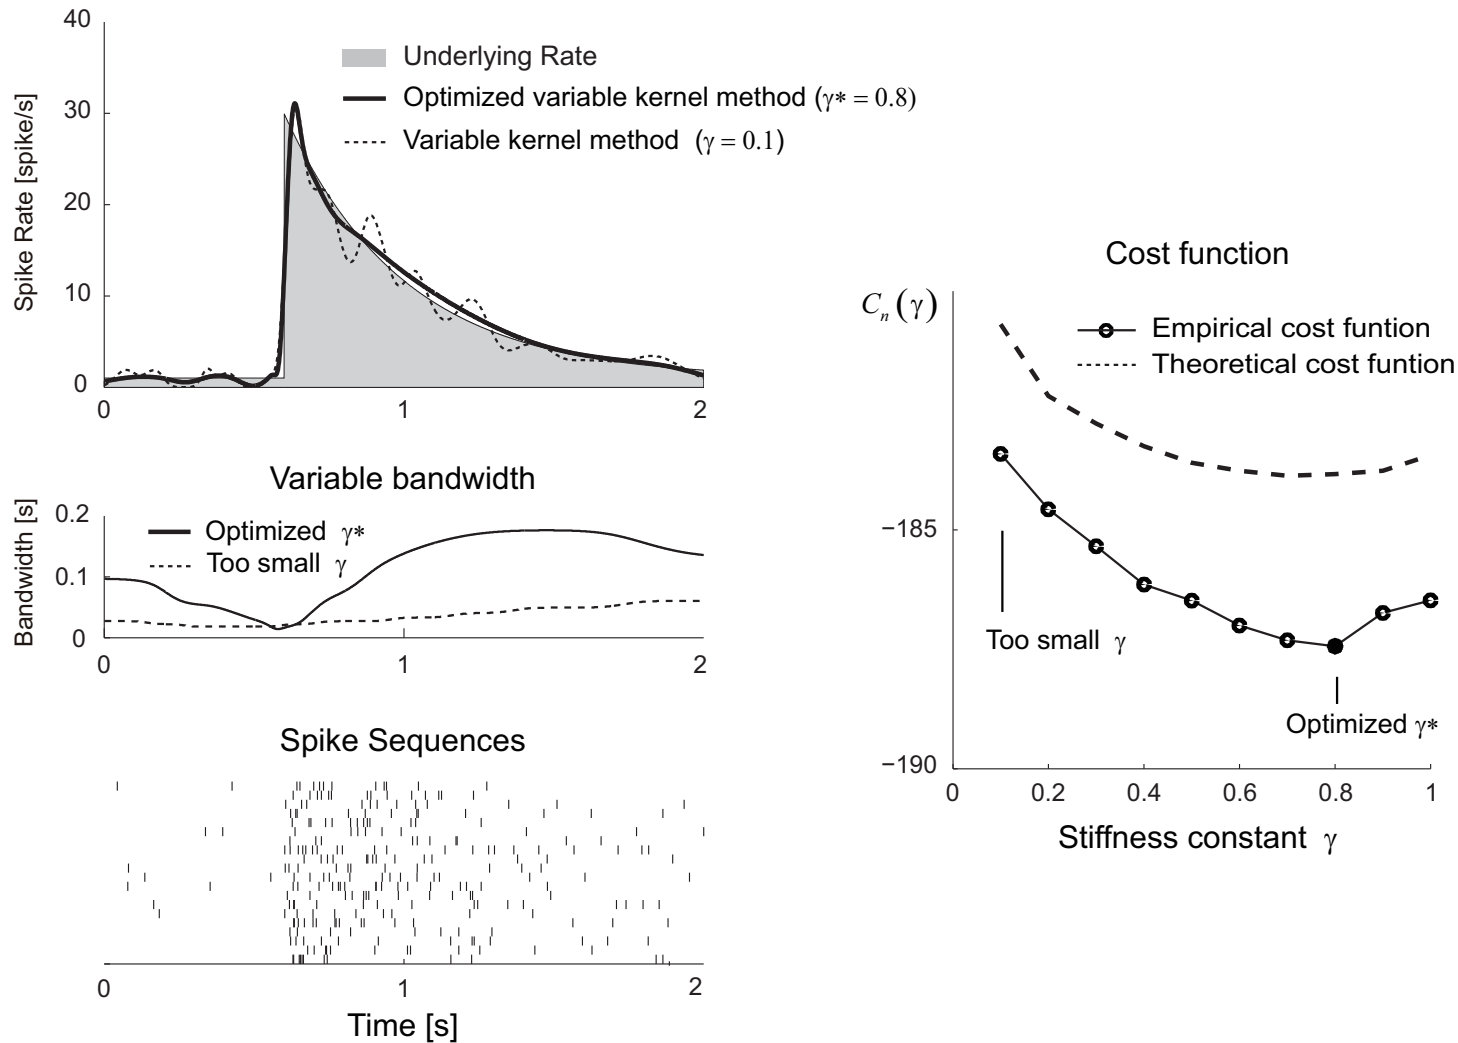 40
30
20
10
0
Spike Rate [spike/s]
Underlying Rate
Optimized variable kernel method (γ* = 0.8)
Variable kernel method (γ = 0.1)
0 1 2
Variable bandwidth
0.2
0.1
0
Bandwidth [s]
Optimized γ*
Too small γ
0 1 2
Spike Sequences
0 1 2
Time [s]
Cost function
Cn(γ)
Empirical cost funtion
Theoretical cost funtion
−185
Too small γ
Optimized γ*
−190
0 0.2 0.4 0.6 0.8 1
Stiffness constant γ